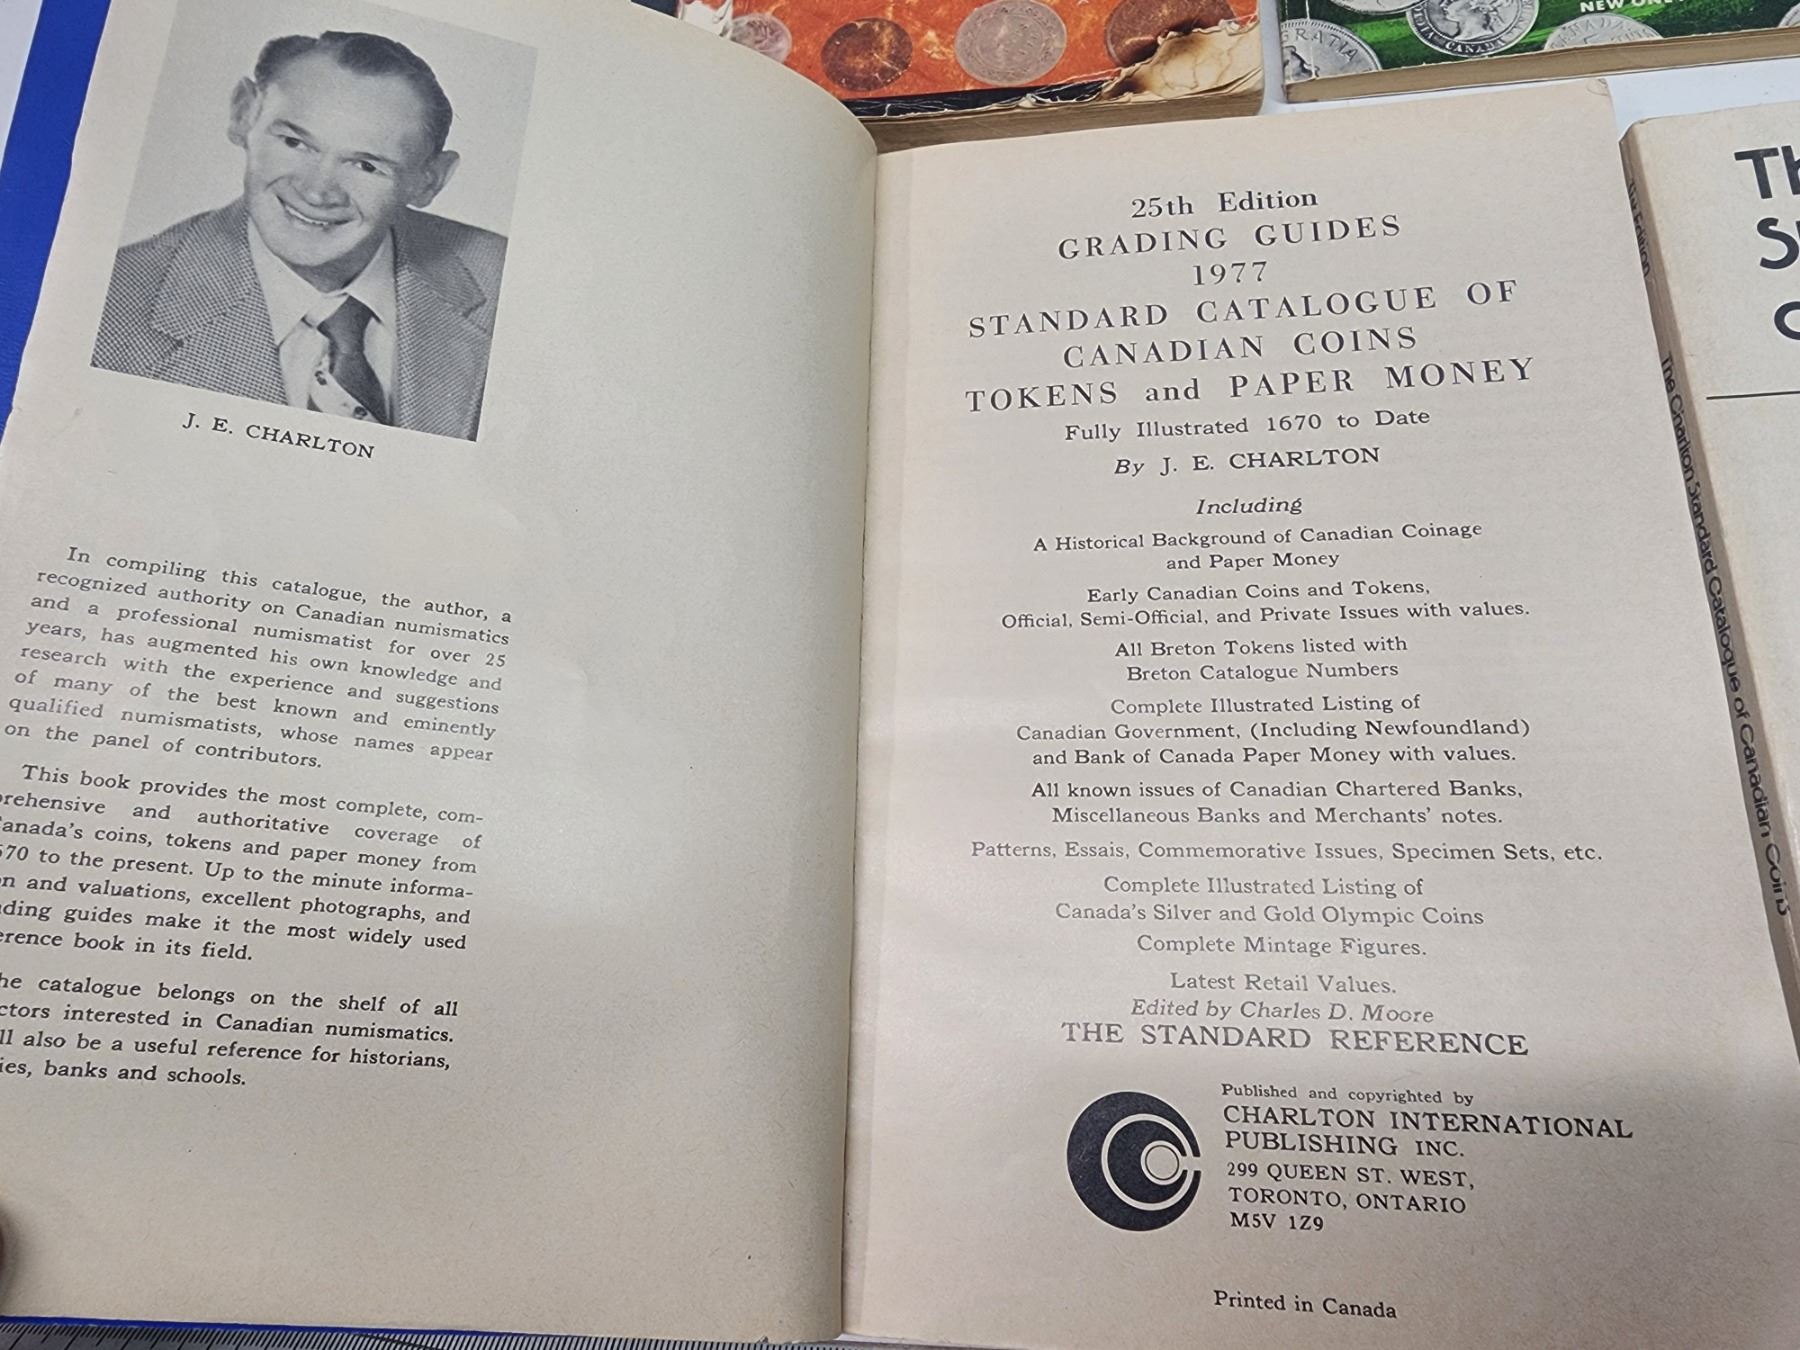 J. E. CHARLTON
In compiling this catalogue, the author, a
recognized authority on Canadian numismatics
and a professional numismatist for over 25
years, has augmented his own knowledge and
research with the experience and suggestions
of many of the best known and eminently
qualified numismatists, whose names appear
on the panel of contributors.
This book provides the most complete, com-
rehensive and authoritative coverage of
anada's coins, tokens and paper money from
670 to the present. Up to the minute informa-
on and valuations, excellent photographs, and
ding guides make it the most widely used
erence book in its field.
he catalogue belongs on the shelf of all
ctors interested in Canadian numismatics.
ll also be a useful reference for historians,
ies, banks and schools.
25th Edition
GRADING GUIDES
1977
STANDARD CATALOGUE OF
CANADIAN COINS
TOKENS and PAPER MONEY
Fully Illustrated 1670 to Date
By J. E. CHARLTON
Including
A Historical Background of Canadian Coinage
and Paper Money
Early Canadian Coins and Tokens,
Official, Semi-Official, and Private Issues with values.
All Breton Tokens listed with
Breton Catalogue Numbers
Complete Illustrated Listing of
Canadian Government, (Including Newfoundland)
and Bank of Canada Paper Money with values.
All known issues of Canadian Chartered Banks,
Miscellaneous Banks and Merchants' notes.
Patterns, Essais, Commemorative Issues, Specimen Sets, etc.
Complete Illustrated Listing of
Canada's Silver and Gold Olympic Coins
Complete Mintage Figures.
Latest Retail Values.
Edited by Charles D. Moore
THE STANDARD REFERENCE
Published and copyrighted by
CHARLTON INTERNATIONAL
PUBLISHING INC.
299 QUEEN ST. WEST,
TORONTO, ONTARIO
M5V 1Z9
Printed in Canada
The Charlton Standard Catalogue of Canadian Coins
GRATIA
CANADA
NEW